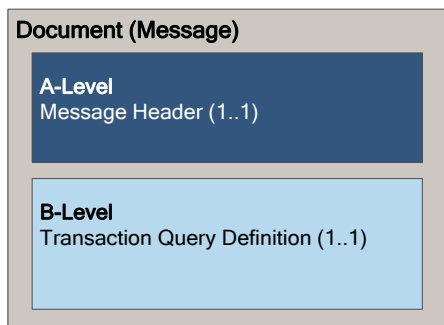 Document (Message)
A-Level
Message Header (1..1)
B-Level
Transaction Query Definition (1..1)